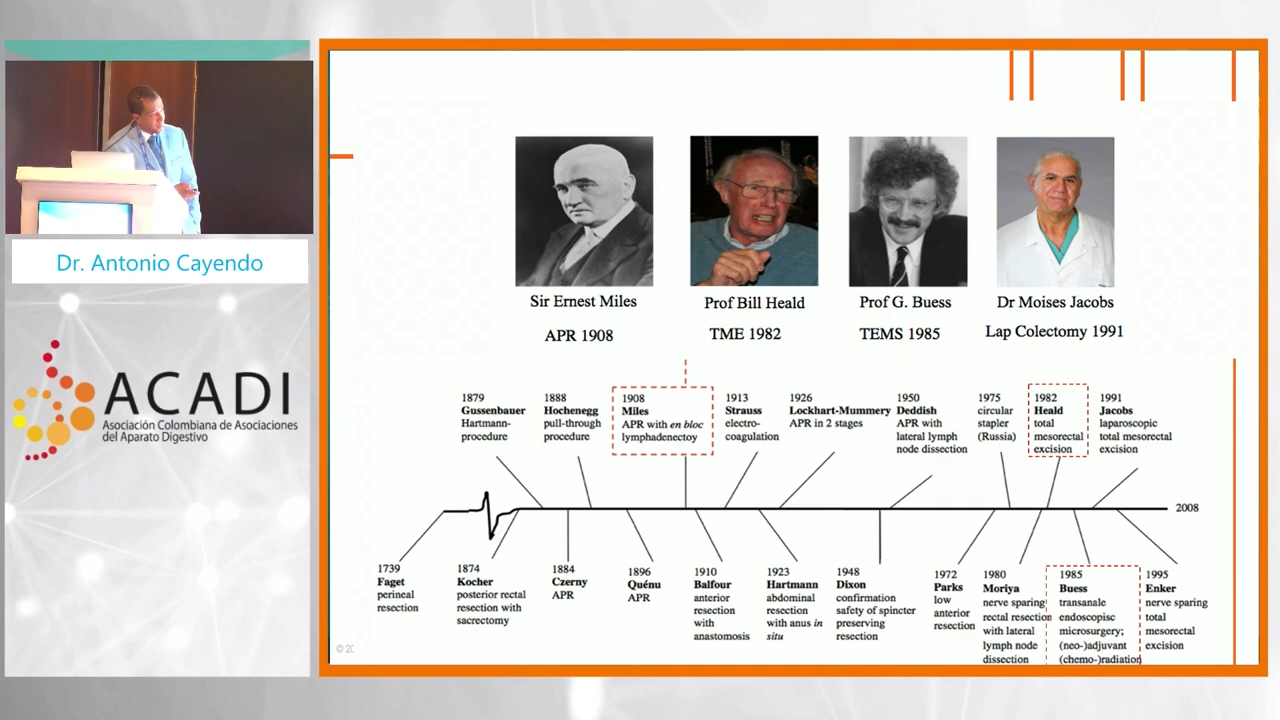 Dr. Antonio Cayendo
ACADI
Asociación Colombiana de Asociaciones
del Aparato Digestivo
Sir Ernest Miles
APR 1908
Prof Bill Heald
TME 1982
Prof G. Buess
TEMS 1985
Dr Moises Jacobs
Lap Colectomy 1991
1879
Gussenbauer
Hartmann-
procedure
1888
Hochenegg
pull-through
procedure
1908
Miles
APR with en bloc
lymphadenectoy
1913
Strauss
electro-
coagulation
1926
Lockhart-Mummery
APR in 2 stages
1950
Deddish
APR with
lateral lymph
node dissection
1975
circular
stapler
(Russia)
1982
Heald
total
mesorectal
excision
1991
Jacobs
laparoscopic
total mesorectal
excision
2008
1739
Faget
perineal
resection
1874
Kocher
posterior rectal
resection with
sacrectomy
1884
Czerny
APR
1896
Quénu
APR
1910
Balfour
anterior
resection
with
anastomosis
1923
Hartmann
abdominal
resection
with anus in
situ
1948
Dixon
confirmation
safety of spincter
preserving
resection
1972
Parks
low
anterior
resection
1980
Moriya
nerve sparing
rectal resection
with lateral
lymph node
dissection
1985
Buess
transanale
endoscopisc
microsurgery;
(neo-)adjuvant
(chemo-)radiation
1995
Enker
nerve sparing
total
mesorectal
excision